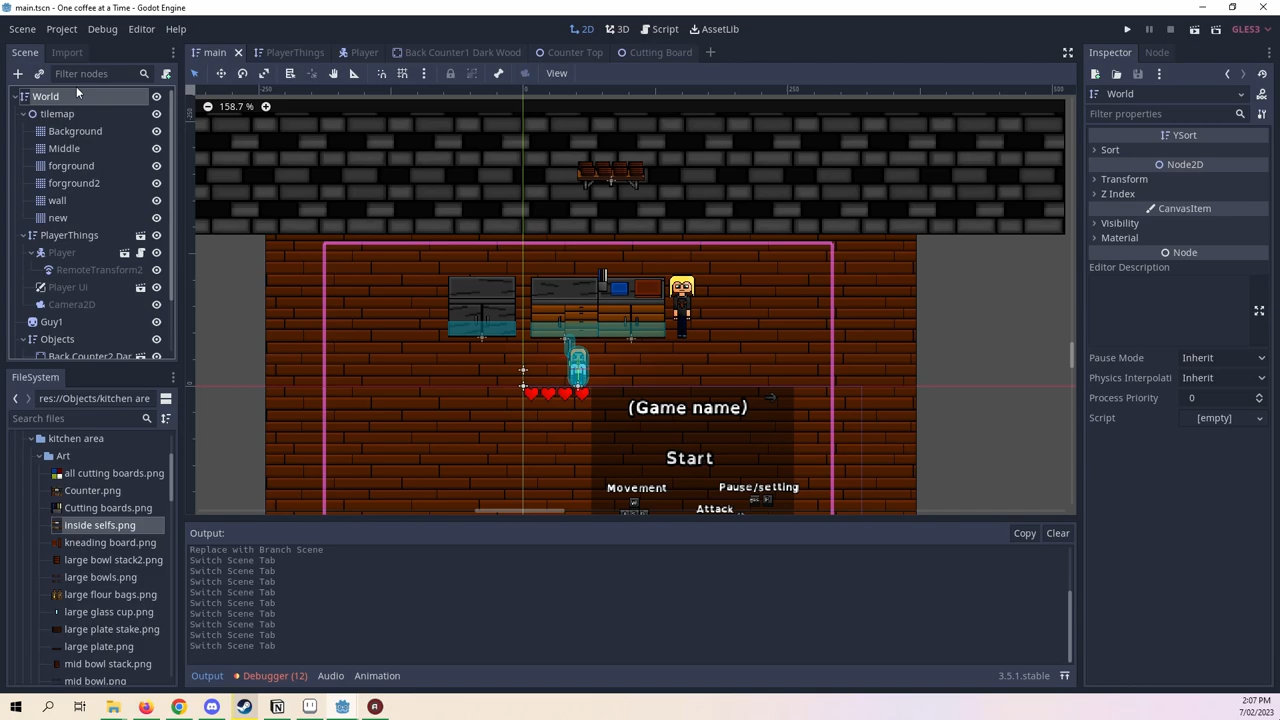 main.tscn - One coffee at a Time - Godot Engine
Scene Project Debug Editor Help
2D 3D Script AssetLib
GLES3
Scene Import
main PlayerThings Player Back Counter1 Dark Wood Counter Top Cutting Board
Inspector Node
Filter nodes
View
World
Filter properties
158.7 %
-250 0 250 500
-250
0
World
tilemap
Background
Middle
forground
forground2
wall
new
PlayerThings
Player
RemoteTransform2
Player Ui
Camera2D
Guy1
Objects
Back Counter2 Dar
YSort
Sort
Node2D
Transform
Z Index
CanvasItem
Visibility
Material
Node
Editor Description
Pause Mode Inherit
Physics Interpolati Inherit
Process Priority 0
Script [empty]
(Game name)
Start
Movement Pause/setting
Attack
FileSystem
res://Objects/kitchen are
Search files
kitchen area
Art
all cutting boards.png
Counter.png
Cutting boards.png
inside selfs.png
kneading board.png
large bowl stack2.png
large bowls.png
large flour bags.png
large glass cup.png
large plate stake.png
large plate.png
mid bowl stack.png
mid bowl.png
Output: Copy Clear
Replace with Branch Scene
Switch Scene Tab
Switch Scene Tab
Switch Scene Tab
Switch Scene Tab
Switch Scene Tab
Switch Scene Tab
Switch Scene Tab
Switch Scene Tab
Switch Scene Tab
Output Debugger (12) Audio Animation
3.5.1.stable
2:07 PM
7/02/2023